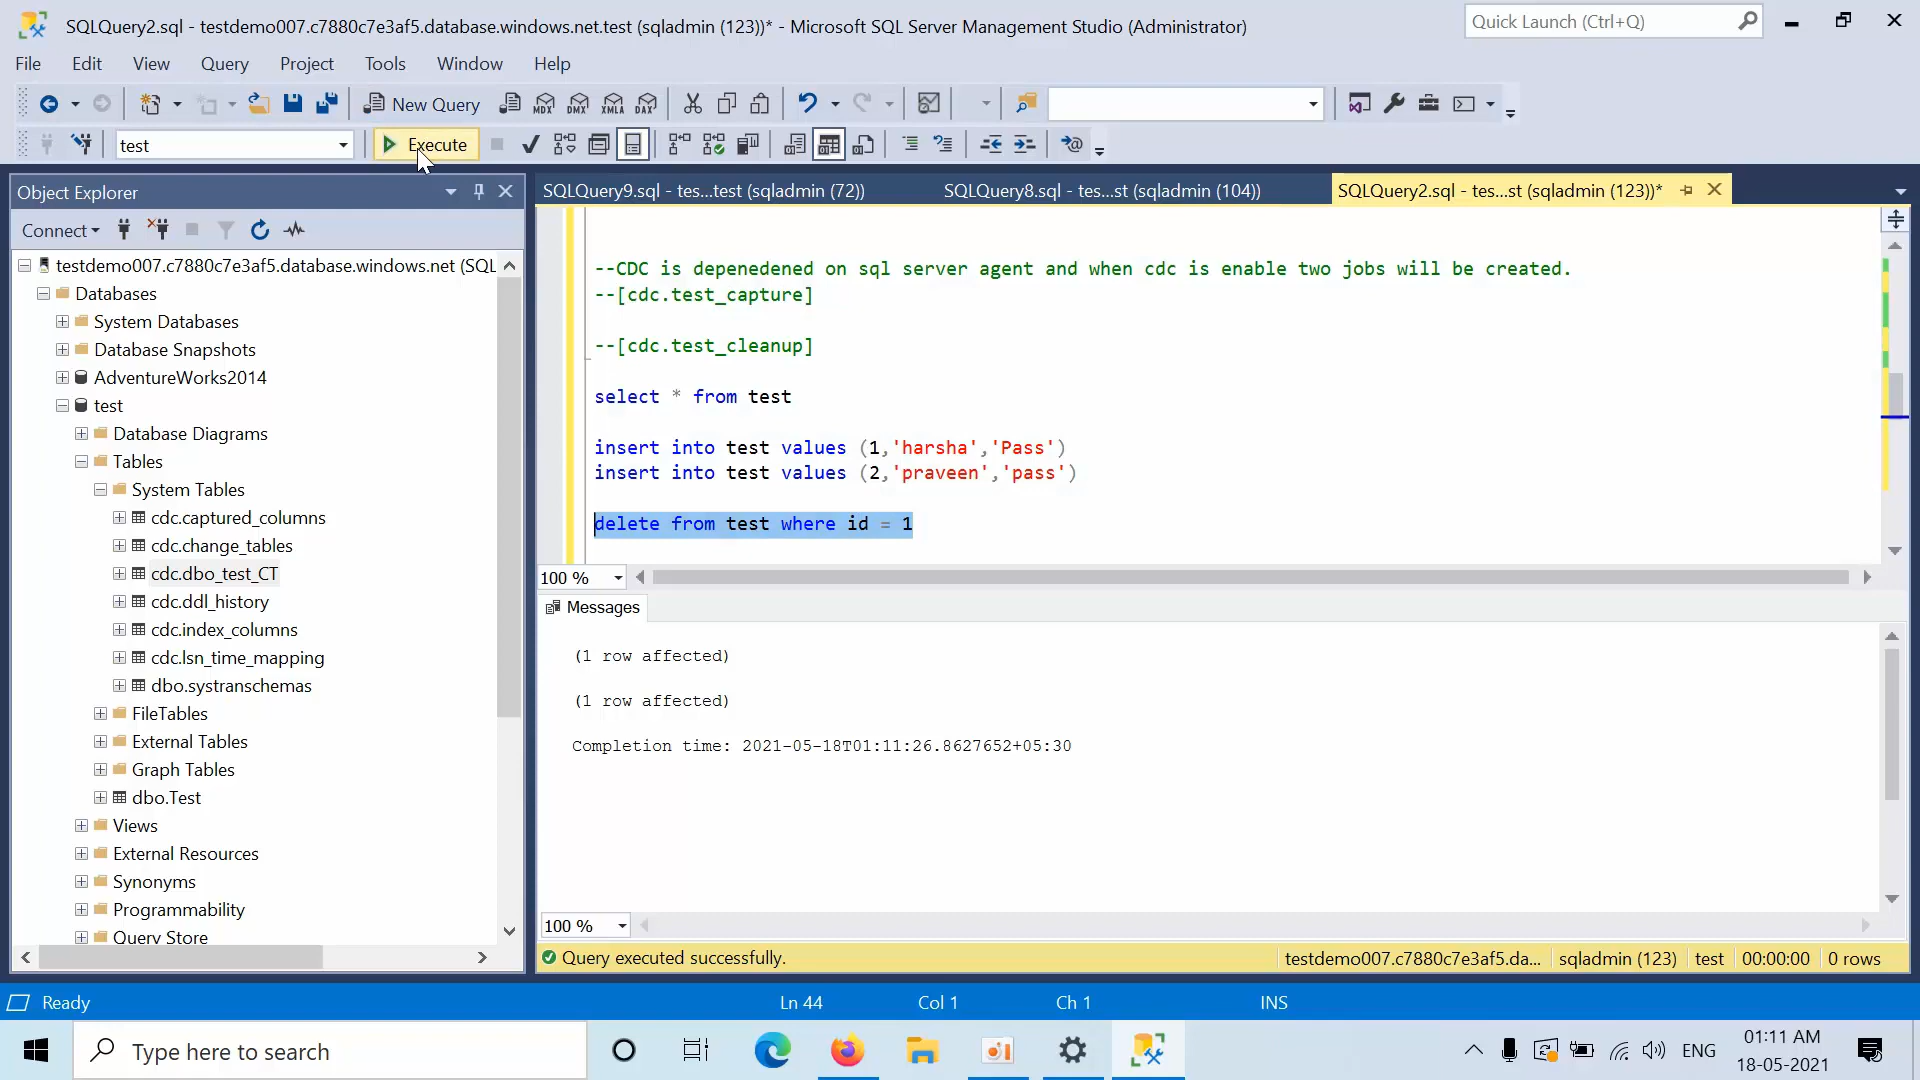 SQLQuery2.sql - testdemo007.c7880c7e3af5.database.windows.net.test (sqladmin (123))* - Microsoft SQL Server Management Studio (Administrator)
Quick Launch (Ctrl+Q)
File Edit View Query Project Tools Window Help
New Query
MDX DMX XMLA DAX
test
Execute
Object Explorer
SQLQuery9.sql - tes...test (sqladmin (72))
SQLQuery8.sql - tes...st (sqladmin (104))
SQLQuery2.sql - tes...st (sqladmin (123))*
Connect
testdemo007.c7880c7e3af5.database.windows.net (SQL
Databases
System Databases
Database Snapshots
AdventureWorks2014
test
Database Diagrams
Tables
System Tables
cdc.captured_columns
cdc.change_tables
cdc.dbo_test_CT
cdc.ddl_history
cdc.index_columns
cdc.lsn_time_mapping
dbo.systranschemas
FileTables
External Tables
Graph Tables
dbo.Test
Views
External Resources
Synonyms
Programmability
Query Store
--CDC is depenedened on sql server agent and when cdc is enable two jobs will be created.
--[cdc.test_capture]
--[cdc.test_cleanup]
select * from test
insert into test values (1,'harsha','Pass')
insert into test values (2,'praveen','pass')
delete from test where id = 1
100 %
Messages
(1 row affected)
(1 row affected)
Completion time: 2021-05-18T01:11:26.8627652+05:30
100 %
Query executed successfully.
testdemo007.c7880c7e3af5.da... sqladmin (123) test 00:00:00 0 rows
Ready
Ln 44
Col 1
Ch 1
INS
Type here to search
ENG
01:11 AM
18-05-2021